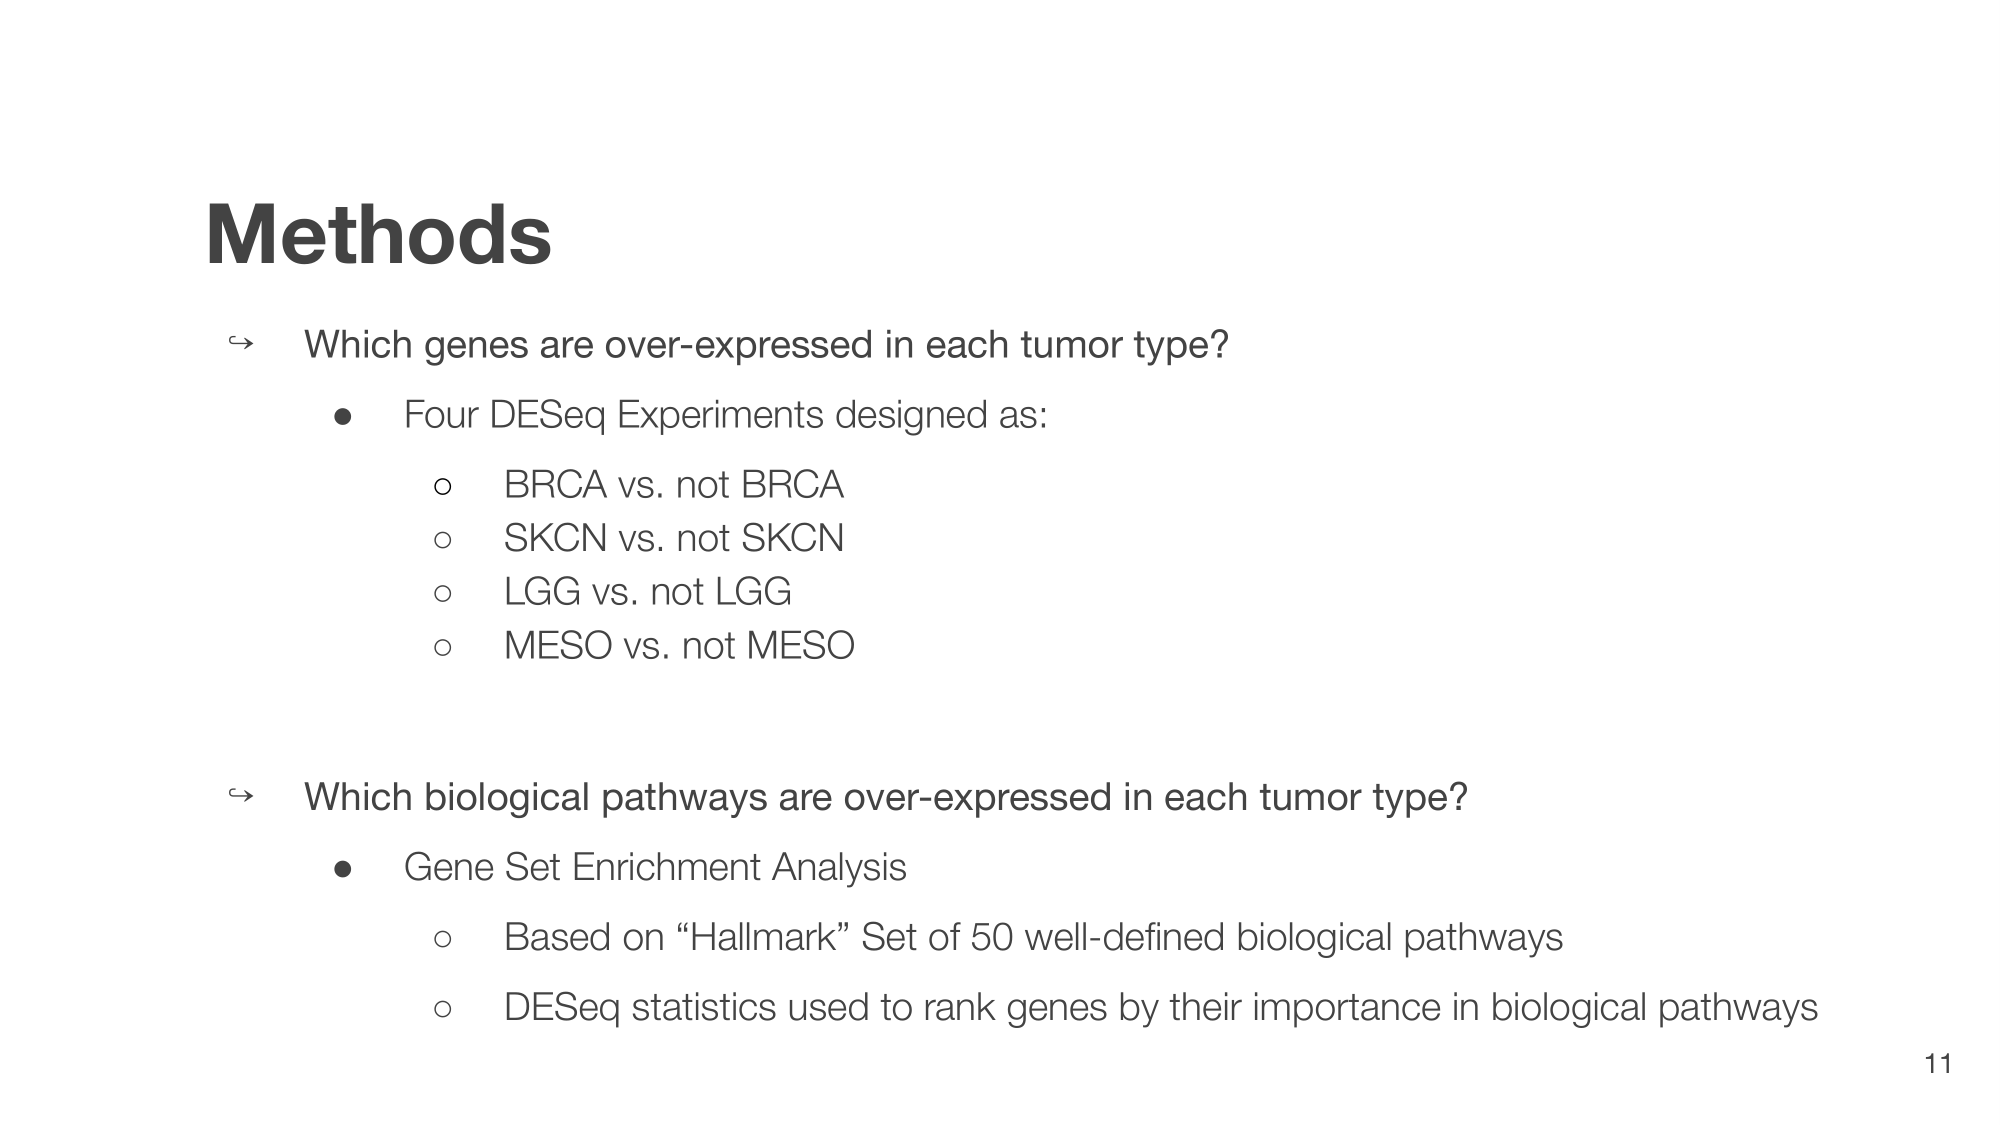 Methods
↪ Which genes are over-expressed in each tumor type?
● Four DESeq Experiments designed as:
○ BRCA vs. not BRCA
○ SKCN vs. not SKCN
○ LGG vs. not LGG
○ MESO vs. not MESO
↪ Which biological pathways are over-expressed in each tumor type?
● Gene Set Enrichment Analysis
○ Based on “Hallmark” Set of 50 well-defined biological pathways
○ DESeq statistics used to rank genes by their importance in biological pathways
11